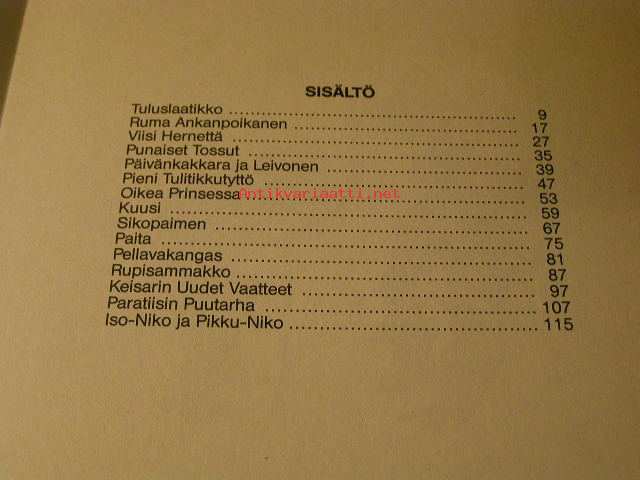 SISÄLTÖ
Tuluslaatikko ........................................................ 9
Ruma Ankanpoikanen ........................................... 17
Viisi Hernettä ........................................................ 27
Punaiset Tossut ..................................................... 35
Päivänkakkara ja Leivonen ..................................... 39
Pieni Tulitikkutyttö .................................................. 47
Oikea Prinsessa ..................................................... 53
Antikvariaatti.net
Kuusi ..................................................................... 59
Sikopaimen ............................................................ 67
Paita ...................................................................... 75
Pellavakangas ........................................................ 81
Rupisammakko ...................................................... 87
Keisarin Uudet Vaatteet .......................................... 97
Paratiisin Puutarha ................................................. 107
Iso-Niko ja Pikku-Niko ............................................. 115